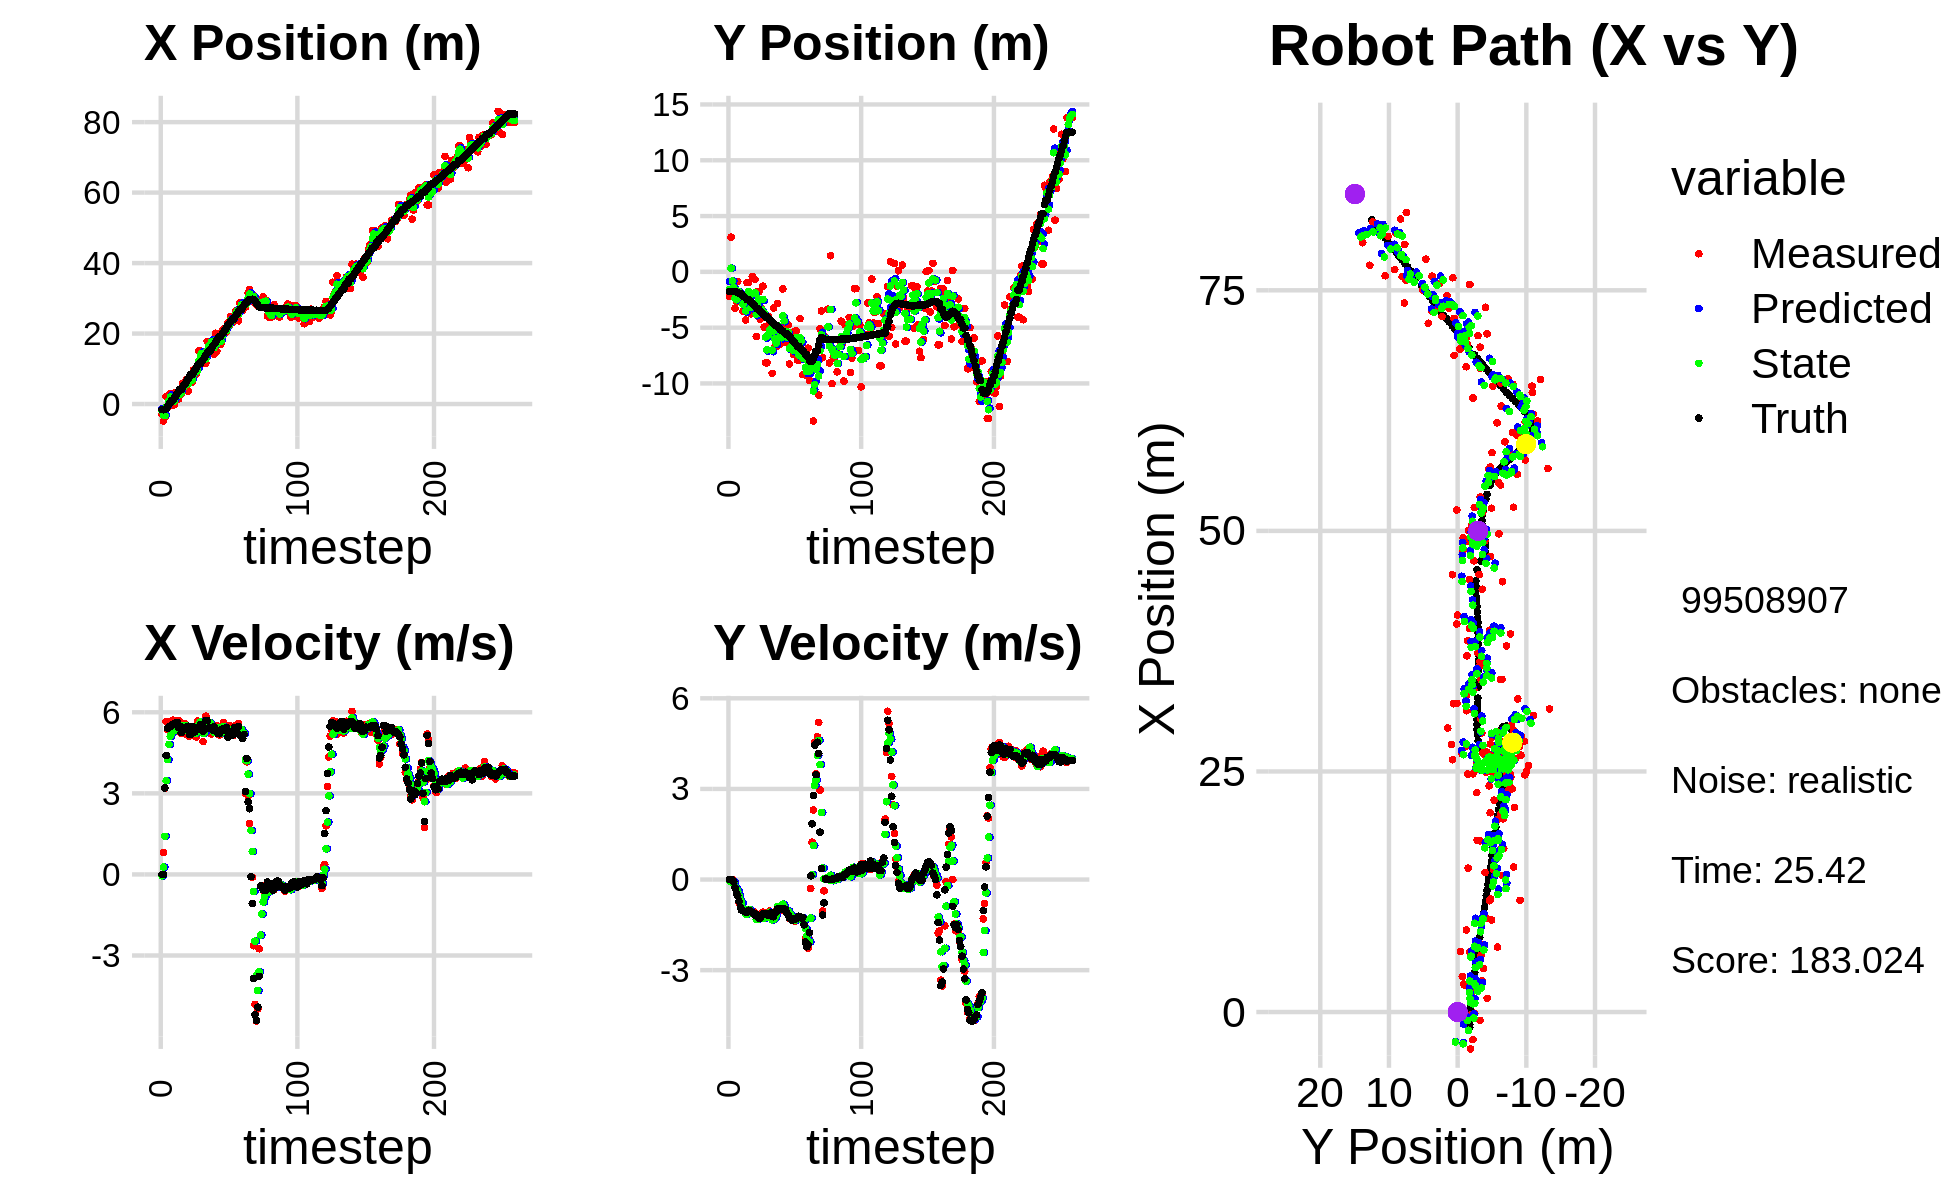 X Position (m)
80
60
40
20
0
0
100
200
timestep
Y Position (m)
15
10
5
0
-5
-10
0
100
200
timestep
X Velocity (m/s)
6
3
0
-3
0
100
200
timestep
Y Velocity (m/s)
6
3
0
-3
0
100
200
timestep
Robot Path (X vs Y)
X Position (m)
75
50
25
0
20 10 0 -10 -20
Y Position (m)
variable
Measured
Predicted
State
Truth
99508907
Obstacles: none
Noise: realistic
Time: 25.42
Score: 183.024